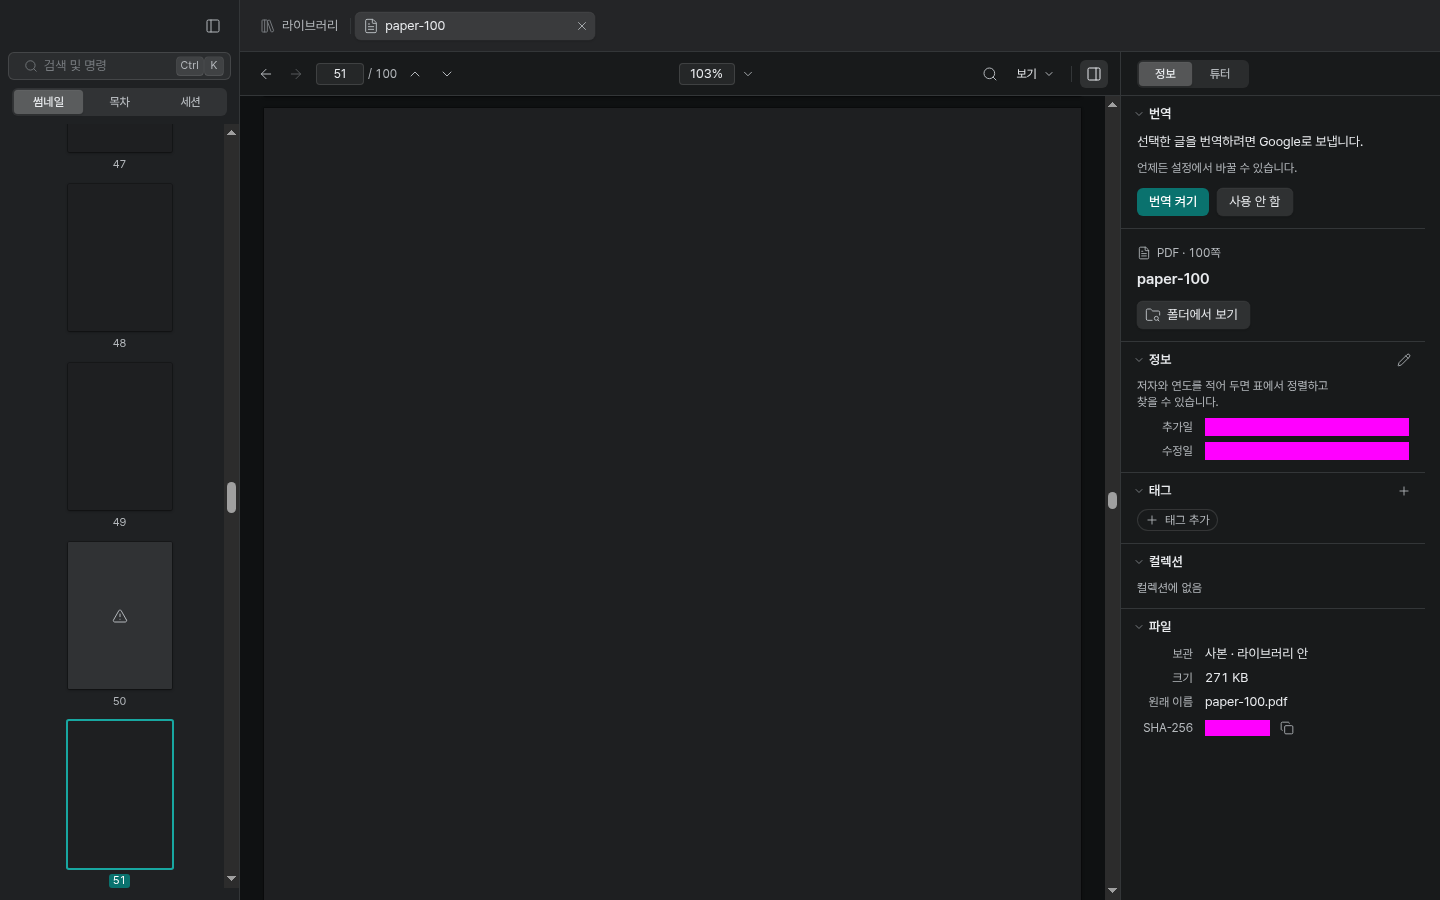 라이브러리
paper-100
검색 및 명령
Ctrl
K
썸네일
목차
세션
47
48
49
50
51
51
/ 100
103%
보기
정보
튜터
번역
선택한 글을 번역하려면 Google로 보냅니다.
언제든 설정에서 바꿀 수 있습니다.
번역 켜기
사용 안 함
PDF · 100쪽
paper-100
폴더에서 보기
정보
저자와 연도를 적어 두면 표에서 정렬하고
찾을 수 있습니다.
추가일
수정일
태그
태그 추가
컬렉션
컬렉션에 없음
파일
보관 사본 · 라이브러리 안
크기 271 KB
원래 이름 paper-100.pdf
SHA-256